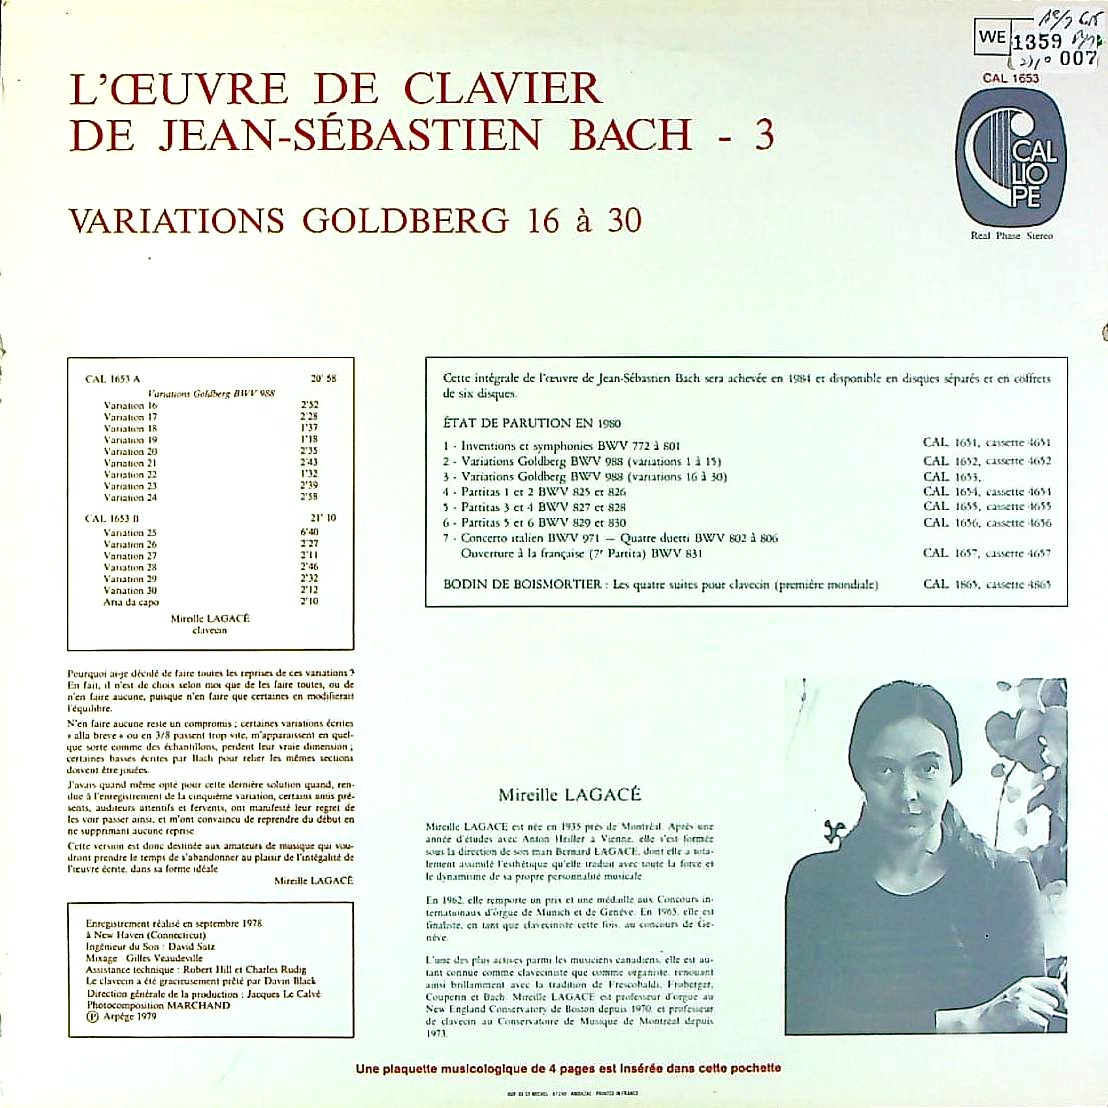 WE
1359
007
CAL 1653
CAL
LIO
PE
Real Phase Stereo
L'ŒUVRE DE CLAVIER
DE JEAN-SÉBASTIEN BACH - 3
VARIATIONS GOLDBERG 16 à 30
CAL 1653 A 20' 58
Variations Goldberg BWV 988
Variation 16 2'52
Variation 17 2'28
Variation 18 1'37
Variation 19 1'18
Variation 20 2'35
Variation 21 2'43
Variation 22 1'32
Variation 23 2'39
Variation 24 2'58
CAL 1653 B 21' 10
Variation 25 6'40
Variation 26 2'27
Variation 27 2'11
Variation 28 2'46
Variation 29 2'32
Variation 30 2'12
Aria da capo 2'10
Mireille LAGACÉ
clavecin
Cette intégrale de l'œuvre de Jean-Sébastien Bach sera achevée en 1984 et disponible en disques séparés et en coffrets
de six disques.
ÉTAT DE PARUTION EN 1980
1 - Inventions et symphonies BWV 772 à 801 CAL 1651, cassette 4651
2 - Variations Goldberg BWV 988 (variations 1 à 15) CAL 1652, cassette 4652
3 - Variations Goldberg BWV 988 (variations 16 à 30) CAL 1653,
4 - Partitas 1 et 2 BWV 825 et 826 CAL 1654, cassette 4654
5 - Partitas 3 et 4 BWV 827 et 828 CAL 1655, cassette 4655
6 - Partitas 5 et 6 BWV 829 et 830 CAL 1656, cassette 4656
7 - Concerto italien BWV 971 — Quatre duetti BWV 802 à 806
Ouverture à la française (7e Partita) BWV 831 CAL 1657, cassette 4657
BODIN DE BOISMORTIER : Les quatre suites pour clavecin (première mondiale) CAL 1865, cassette 4865
Pourquoi ai-je décidé de faire toutes les reprises de ces variations ?
En fait, il n'est de choix selon moi que de les faire toutes, ou de
n'en faire aucune, puisque n'en faire que certaines en modifierait
l'équilibre.
N'en faire aucune reste un compromis ; certaines variations écrites
« alla breve » ou en 3/8 passent trop vite, m'apparaissent en quel-
que sorte comme des échantillons, perdent leur vraie dimension ;
certaines basses écrites par Bach pour relier les mêmes sections
doivent être jouées.
J'avais quand même opté pour cette dernière solution quand, ren-
due à l'enregistrement de la cinquième variation, certains amis pré-
sents, auditeurs attentifs et fervents, ont manifesté leur regret de
les voir passer ainsi, et m'ont convaincu de reprendre du début en
ne supprimant aucune reprise.
Cette version est donc destinée aux amateurs de musique qui vou-
dront prendre le temps de s'abandonner au plaisir de l'intégralité de
l'œuvre écrite, dans sa forme idéale.
Mireille LAGACÉ
Enregistrement réalisé en septembre 1978
à New Haven (Connecticut)
Ingénieur du Son : David Satz
Mixage : Gilles Veaudeville
Assistance technique : Robert Hill et Charles Rudig
Le clavecin a été gracieusement prêté par Davin Black
Direction générale de la production : Jacques Le Calvé
Photocomposition MARCHAND
Ⓟ Arpège 1979
Mireille LAGACÉ
Mireille LAGACÉ est née en 1935 près de Montréal. Après une
année d'études avec Anton Heiller à Vienne, elle s'est formée
sous la direction de son mari Bernard LAGACÉ, dont elle a tota-
lement assimilé l'esthétique qu'elle traduit avec toute la force et
le dynamisme de sa propre personnalité musicale.
En 1962, elle remporte un prix et une médaille aux Concours in-
ternationaux d'orgue de Munich et de Genève. En 1965, elle est
finaliste, en tant que claveciniste cette fois, au concours de Ge-
nève.
L'une des plus actives parmi les musiciens canadiens, elle est au-
tant connue comme claveciniste que comme organiste, renouant
ainsi brillamment avec la tradition de Frescobaldi, Froberger,
Couperin et Bach. Mireille LAGACÉ est professeur d'orgue au
New England Conservatory de Boston depuis 1970, et professeur
de clavecin au Conservatoire de Musique de Montréal depuis
1973.
Une plaquette musicologique de 4 pages est insérée dans cette pochette
PRINTED IN FRANCE